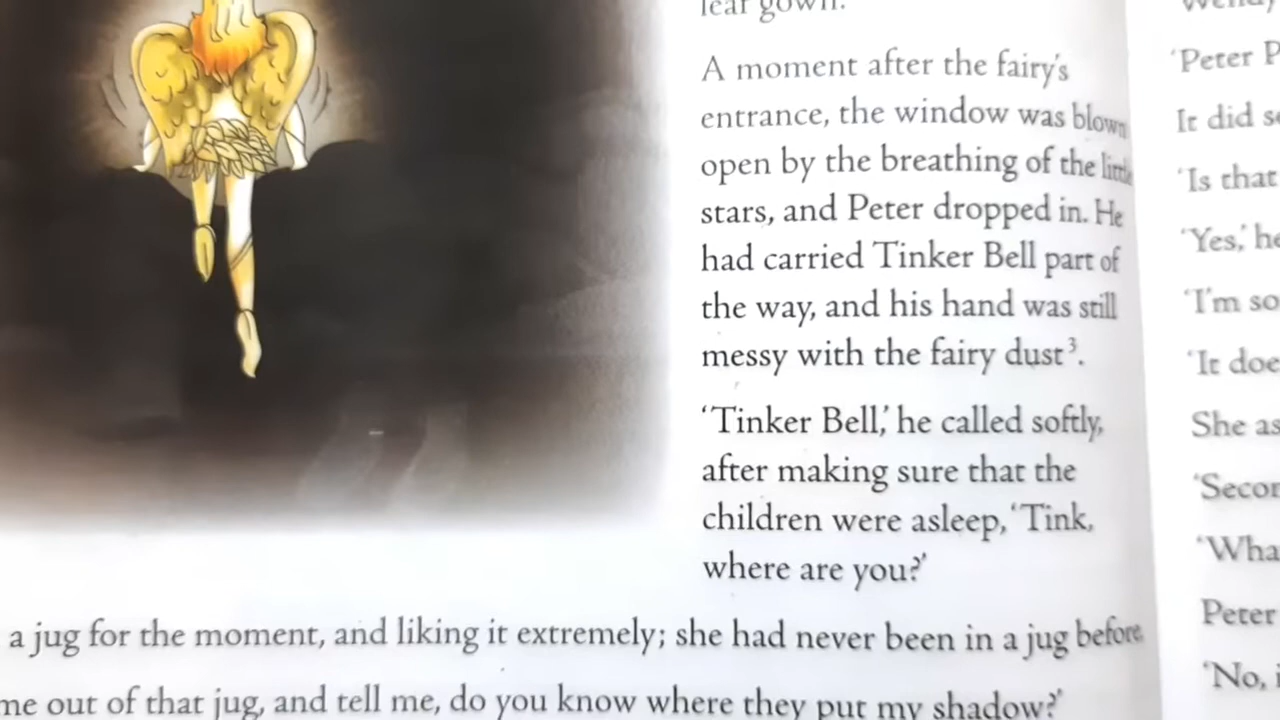 leaf gown.
A moment after the fairy's
entrance, the window was blown
open by the breathing of the little
stars, and Peter dropped in. He
had carried Tinker Bell part of
the way, and his hand was still
messy with the fairy dust³.
‘Tinker Bell,’ he called softly,
after making sure that the
children were asleep, ‘Tink,
where are you?’
a jug for the moment, and liking it extremely; she had never been in a jug before.
me out of that jug, and tell me, do you know where they put my shadow?’
Wendy
‘Peter P
It did s
‘Is that
‘Yes,’ he
‘I'm so
‘It doe
She as
‘Secon
‘Wha
Peter
‘No, i